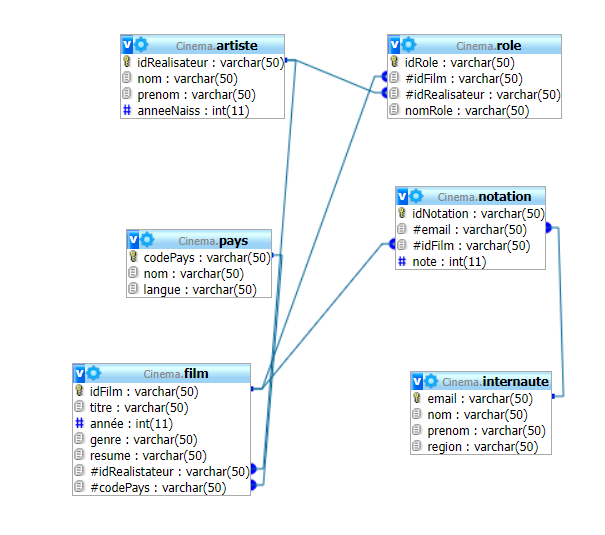 Cinema.artiste
idRealisateur : varchar(50)
nom : varchar(50)
prenom : varchar(50)
# anneeNaiss : int(11)
Cinema.role
idRole : varchar(50)
#idFilm : varchar(50)
#idRealisateur : varchar(50)
nomRole : varchar(50)
Cinema.notation
idNotation : varchar(50)
#email : varchar(50)
#idFilm : varchar(50)
# note : int(11)
Cinema.pays
codePays : varchar(50)
nom : varchar(50)
langue : varchar(50)
Cinema.film
idFilm : varchar(50)
titre : varchar(50)
# année : int(11)
genre : varchar(50)
resume : varchar(50)
#idRealistateur : varchar(50)
#codePays : varchar(50)
Cinema.internaute
email : varchar(50)
nom : varchar(50)
prenom : varchar(50)
region : varchar(50)